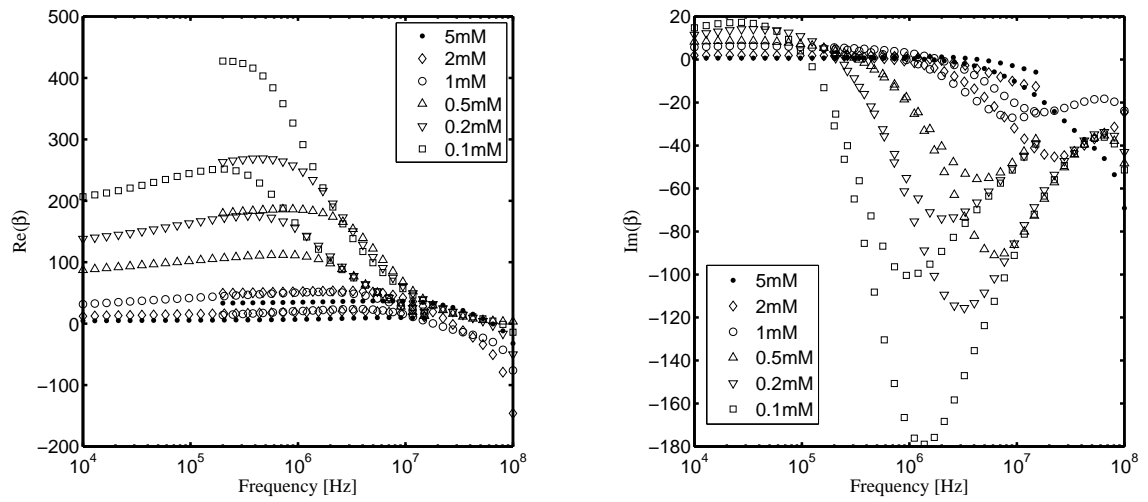 500
400
300
200
100
0
−100
−200
Re(β)
10^4
10^5
10^6
10^7
10^8
Frequency [Hz]
5mM
2mM
1mM
0.5mM
0.2mM
0.1mM
20
0
−20
−40
−60
−80
−100
−120
−140
−160
−180
Im(β)
10^4
10^5
10^6
10^7
10^8
Frequency [Hz]
5mM
2mM
1mM
0.5mM
0.2mM
0.1mM